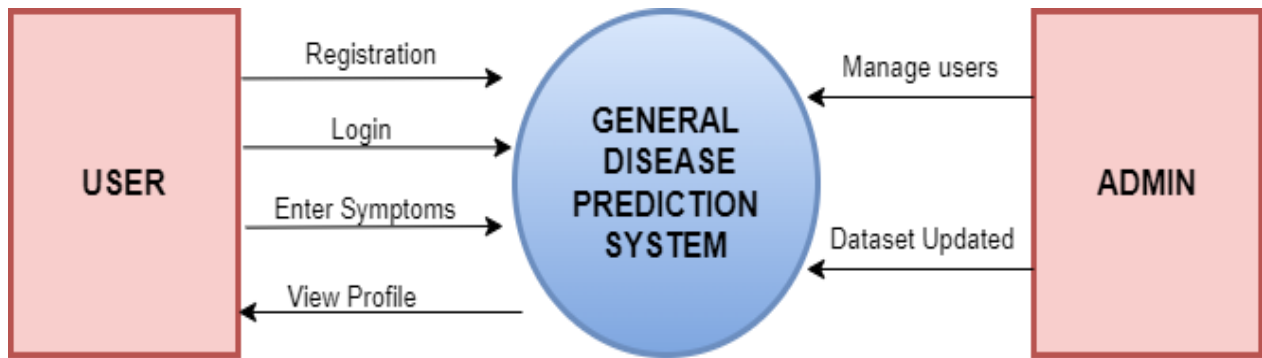 USER
Registration
Login
Enter Symptoms
View Profile
GENERAL
DISEASE
PREDICTION
SYSTEM
Manage users
Dataset Updated
ADMIN